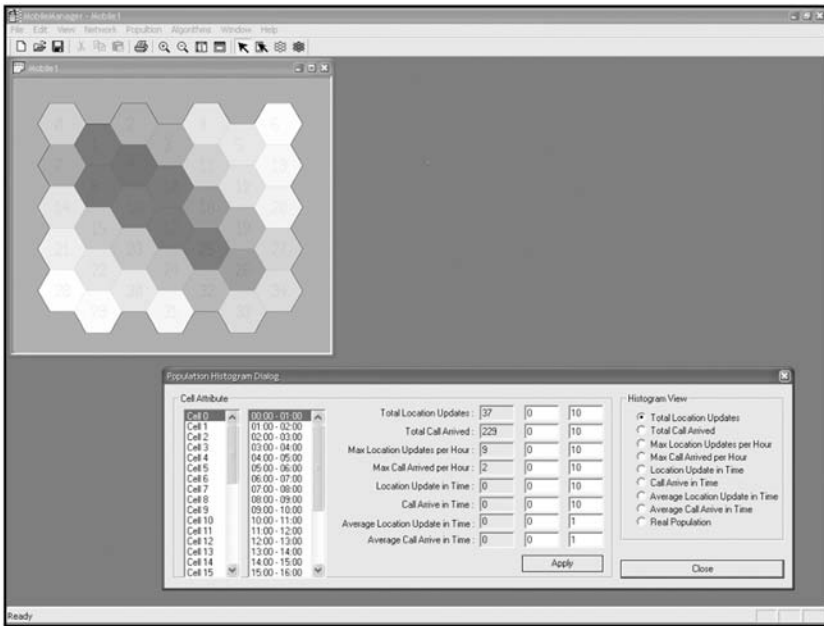 MobileManager - Mobile1
File Edit View Network Popultion Algorithms Window Help
Mobile1
Population Histogram Dialog
Cell Attribute
Cell 0
Cell 1
Cell 2
Cell 3
Cell 4
Cell 5
Cell 6
Cell 7
Cell 8
Cell 9
Cell 10
Cell 11
Cell 12
Cell 13
Cell 14
Cell 15
00:00 - 01:00
01:00 - 02:00
02:00 - 03:00
03:00 - 04:00
04:00 - 05:00
05:00 - 06:00
06:00 - 07:00
07:00 - 08:00
08:00 - 09:00
09:00 - 10:00
10:00 - 11:00
11:00 - 12:00
12:00 - 13:00
13:00 - 14:00
14:00 - 15:00
15:00 - 16:00
Total Location Updates : 37 0 10
Total Call Arrived : 229 0 10
Max Location Updates per Hour : 9 0 10
Max Call Arrived per Hour : 2 0 10
Location Update in Time : 0 0 10
Call Arrive in Time : 0 0 10
Average Location Update in Time : 0 0 1
Average Call Arrive in Time : 0 0 1
Apply
Histogram View
Total Location Updates
Total Call Arrived
Max Location Updates per Hour
Max Call Arrived per Hour
Location Update in Time
Call Arrive in Time
Average Location Update in Time
Average Call Arrive in Time
Real Population
Close
Ready